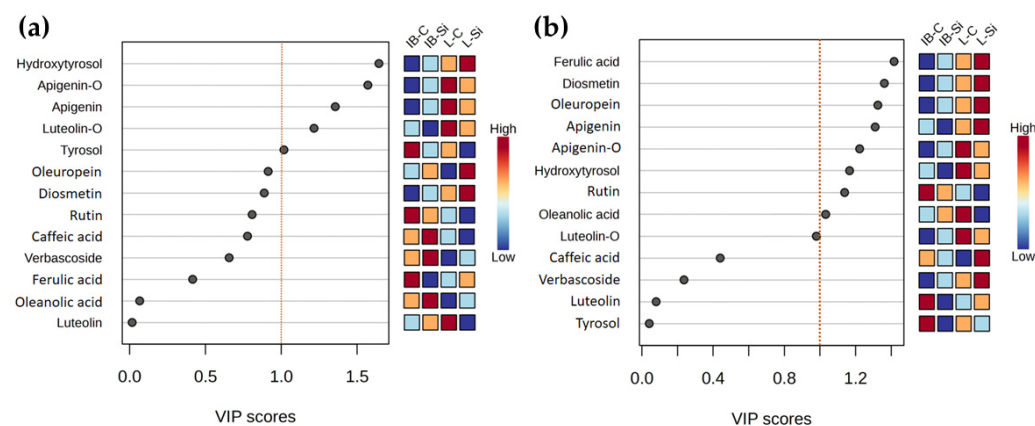 (a)
IB-C IB-Si L-C L-Si
Hydroxytyrosol
Apigenin-O
Apigenin
Luteolin-O
Tyrosol
Oleuropein
Diosmetin
Rutin
Caffeic acid
Verbascoside
Ferulic acid
Oleanolic acid
Luteolin
High
Low
0.0 0.5 1.0 1.5
VIP scores
(b)
IB-C IB-Si L-C L-Si
Ferulic acid
Diosmetin
Oleuropein
Apigenin
Apigenin-O
Hydroxytyrosol
Rutin
Oleanolic acid
Luteolin-O
Caffeic acid
Verbascoside
Luteolin
Tyrosol
High
Low
0.0 0.4 0.8 1.2
VIP scores